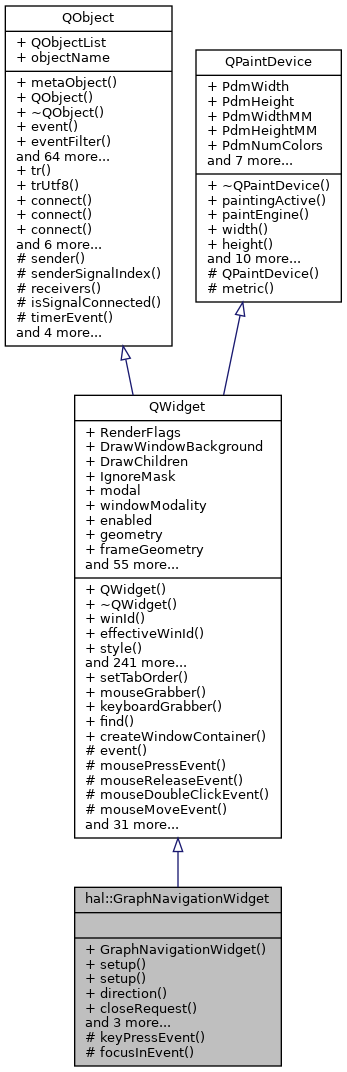 QObject
+ QObjectList
+ objectName
+ metaObject()
+ QObject()
+ ~QObject()
+ event()
+ eventFilter()
and 64 more...
+ tr()
+ trUtf8()
+ connect()
+ connect()
+ connect()
and 6 more...
# sender()
# senderSignalIndex()
# receivers()
# isSignalConnected()
# timerEvent()
and 4 more...
QPaintDevice
+ PdmWidth
+ PdmHeight
+ PdmWidthMM
+ PdmHeightMM
+ PdmNumColors
and 7 more...
+ ~QPaintDevice()
+ paintingActive()
+ paintEngine()
+ width()
+ height()
and 10 more...
# QPaintDevice()
# metric()
QWidget
+ RenderFlags
+ DrawWindowBackground
+ DrawChildren
+ IgnoreMask
+ modal
+ windowModality
+ enabled
+ geometry
+ frameGeometry
and 55 more...
+ QWidget()
+ ~QWidget()
+ winId()
+ effectiveWinId()
+ style()
and 241 more...
+ setTabOrder()
+ mouseGrabber()
+ keyboardGrabber()
+ find()
+ createWindowContainer()
# event()
# mousePressEvent()
# mouseReleaseEvent()
# mouseDoubleClickEvent()
# mouseMoveEvent()
and 31 more...
hal::GraphNavigationWidget
+ GraphNavigationWidget()
+ setup()
+ setup()
+ direction()
+ closeRequest()
and 3 more...
# keyPressEvent()
# focusInEvent()